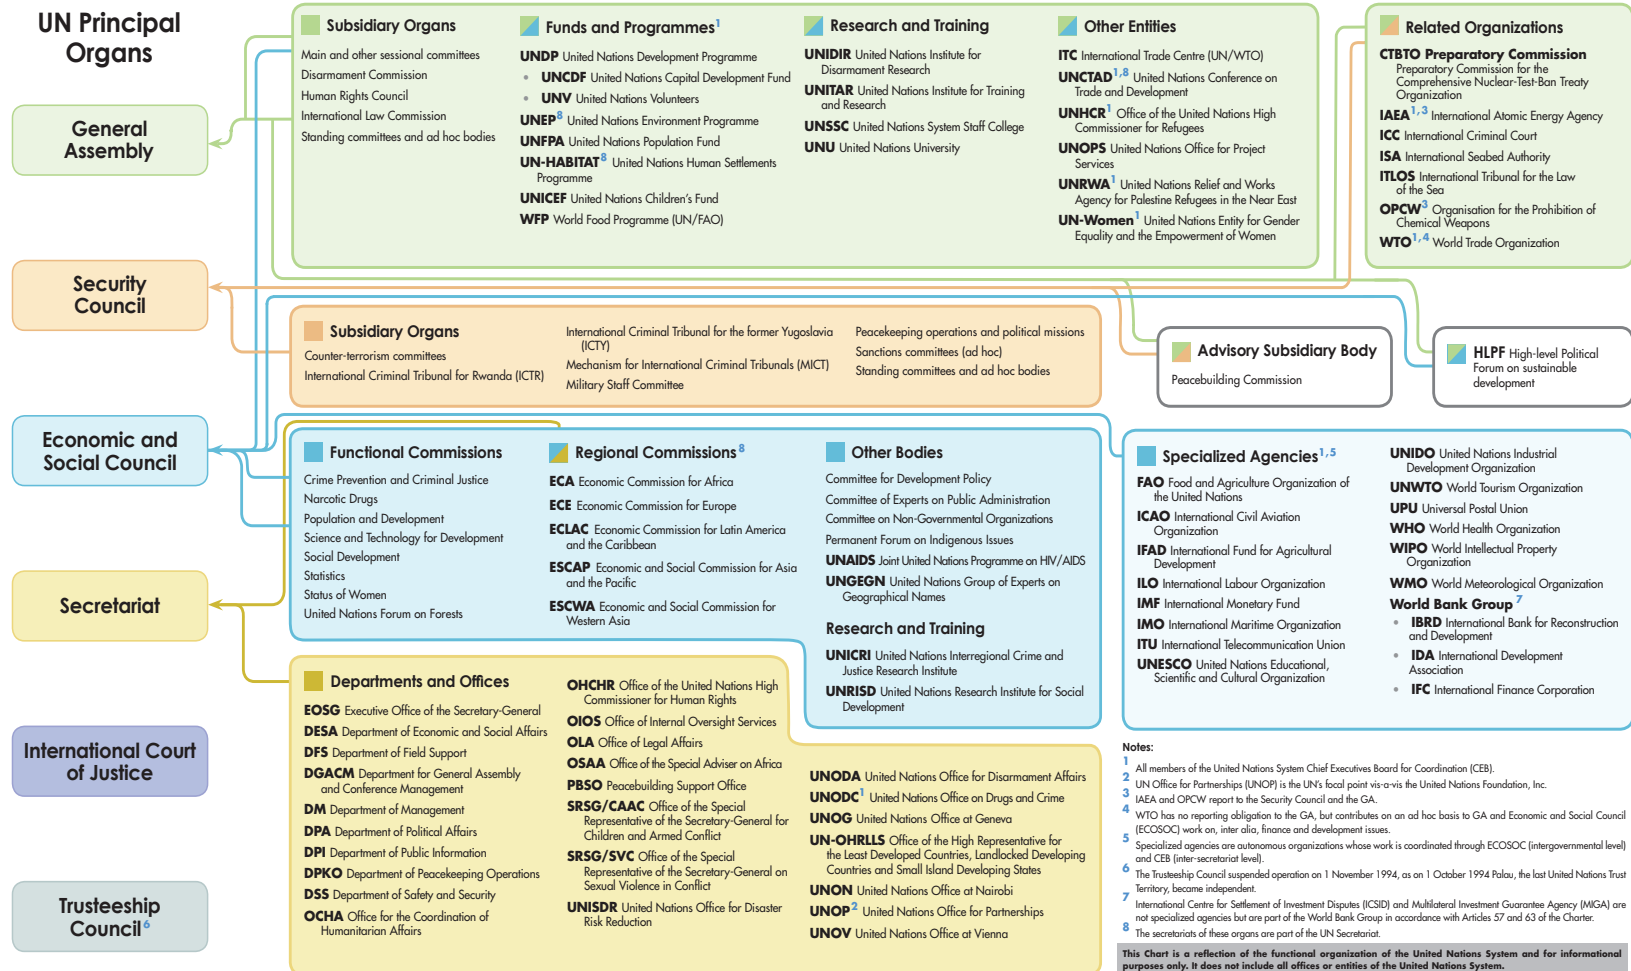 UN Principal
Organs
General
Assembly
Security
Council
Economic and
Social Council
Secretariat
International Court
of Justice
Trusteeship
Council6
Subsidiary Organs
Main and other sessional committees
Disarmament Commission
Human Rights Council
International Law Commission
Standing committees and ad hoc bodies
Funds and Programmes1
UNDP United Nations Development Programme
• UNCDF United Nations Capital Development Fund
• UNV United Nations Volunteers
UNEP8 United Nations Environment Programme
UNFPA United Nations Population Fund
UN-HABITAT8 United Nations Human Settlements
Programme
UNICEF United Nations Children's Fund
WFP World Food Programme (UN/FAO)
Research and Training
UNIDIR United Nations Institute for
Disarmament Research
UNITAR United Nations Institute for Training
and Research
UNSSC United Nations System Staff College
UNU United Nations University
Other Entities
ITC International Trade Centre (UN/WTO)
UNCTAD1,8 United Nations Conference on
Trade and Development
UNHCR1 Office of the United Nations High
Commissioner for Refugees
UNOPS United Nations Office for Project
Services
UNRWA1 United Nations Relief and Works
Agency for Palestine Refugees in the Near East
UN-Women1 United Nations Entity for Gender
Equality and the Empowerment of Women
Related Organizations
CTBTO Preparatory Commission
Preparatory Commission for the
Comprehensive Nuclear-Test-Ban Treaty
Organization
IAEA1,3 International Atomic Energy Agency
ICC International Criminal Court
ISA International Seabed Authority
ITLOS International Tribunal for the Law
of the Sea
OPCW3 Organisation for the Prohibition of
Chemical Weapons
WTO1,4 World Trade Organization
Subsidiary Organs
Counter-terrorism committees
International Criminal Tribunal for Rwanda (ICTR)
International Criminal Tribunal for the former Yugoslavia
(ICTY)
Mechanism for International Criminal Tribunals (MICT)
Military Staff Committee
Peacekeeping operations and political missions
Sanctions committees (ad hoc)
Standing committees and ad hoc bodies
Advisory Subsidiary Body
Peacebuilding Commission
HLPF High-level Political
Forum on sustainable
development
Functional Commissions
Crime Prevention and Criminal Justice
Narcotic Drugs
Population and Development
Science and Technology for Development
Social Development
Statistics
Status of Women
United Nations Forum on Forests
Regional Commissions8
ECA Economic Commission for Africa
ECE Economic Commission for Europe
ECLAC Economic Commission for Latin America
and the Caribbean
ESCAP Economic and Social Commission for Asia
and the Pacific
ESCWA Economic and Social Commission for
Western Asia
Other Bodies
Committee for Development Policy
Committee of Experts on Public Administration
Committee on Non-Governmental Organizations
Permanent Forum on Indigenous Issues
UNAIDS Joint United Nations Programme on HIV/AIDS
UNGEGN United Nations Group of Experts on
Geographical Names
Research and Training
UNICRI United Nations Interregional Crime and
Justice Research Institute
UNRISD United Nations Research Institute for Social
Development
Specialized Agencies1,5
FAO Food and Agriculture Organization of
the United Nations
ICAO International Civil Aviation
Organization
IFAD International Fund for Agricultural
Development
ILO International Labour Organization
IMF International Monetary Fund
IMO International Maritime Organization
ITU International Telecommunication Union
UNESCO United Nations Educational,
Scientific and Cultural Organization
UNIDO United Nations Industrial
Development Organization
UNWTO World Tourism Organization
UPU Universal Postal Union
WHO World Health Organization
WIPO World Intellectual Property
Organization
WMO World Meteorological Organization
World Bank Group 7
• IBRD International Bank for Reconstruction
and Development
• IDA International Development
Association
• IFC International Finance Corporation
Departments and Offices
EOSG Executive Office of the Secretary-General
DESA Department of Economic and Social Affairs
DFS Department of Field Support
DGACM Department for General Assembly
and Conference Management
DM Department of Management
DPA Department of Political Affairs
DPI Department of Public Information
DPKO Department of Peacekeeping Operations
DSS Department of Safety and Security
OCHA Office for the Coordination of
Humanitarian Affairs
OHCHR Office of the United Nations High
Commissioner for Human Rights
OIOS Office of Internal Oversight Services
OLA Office of Legal Affairs
OSAA Office of the Special Adviser on Africa
PBSO Peacebuilding Support Office
SRSG/CAAC Office of the Special
Representative of the Secretary-General for
Children and Armed Conflict
SRSG/SVC Office of the Special
Representative of the Secretary-General on
Sexual Violence in Conflict
UNISDR United Nations Office for Disaster
Risk Reduction
UNODA United Nations Office for Disarmament Affairs
UNODC1 United Nations Office on Drugs and Crime
UNOG United Nations Office at Geneva
UN-OHRLLS Office of the High Representative for
the Least Developed Countries, Landlocked Developing
Countries and Small Island Developing States
UNON United Nations Office at Nairobi
UNOP2 United Nations Office for Partnerships
UNOV United Nations Office at Vienna
Notes:
1 All members of the United Nations System Chief Executives Board for Coordination (CEB).
2 UN Office for Partnerships (UNOP) is the UN's focal point vis-a-vis the United Nations Foundation, Inc.
3 IAEA and OPCW report to the Security Council and the GA.
4 WTO has no reporting obligation to the GA, but contributes on an ad hoc basis to GA and Economic and Social Council
(ECOSOC) work on, inter alia, finance and development issues.
5 Specialized agencies are autonomous organizations whose work is coordinated through ECOSOC (intergovernmental level)
and CEB (inter-secretariat level).
6 The Trusteeship Council suspended operation on 1 November 1994, as on 1 October 1994 Palau, the last United Nations Trust
Territory, became independent.
7 International Centre for Settlement of Investment Disputes (ICSID) and Multilateral Investment Guarantee Agency (MIGA) are
not specialized agencies but are part of the World Bank Group in accordance with Articles 57 and 63 of the Charter.
8 The secretariats of these organs are part of the UN Secretariat.
This Chart is a reflection of the functional organization of the United Nations System and for informational
purposes only. It does not include all offices or entities of the United Nations System.